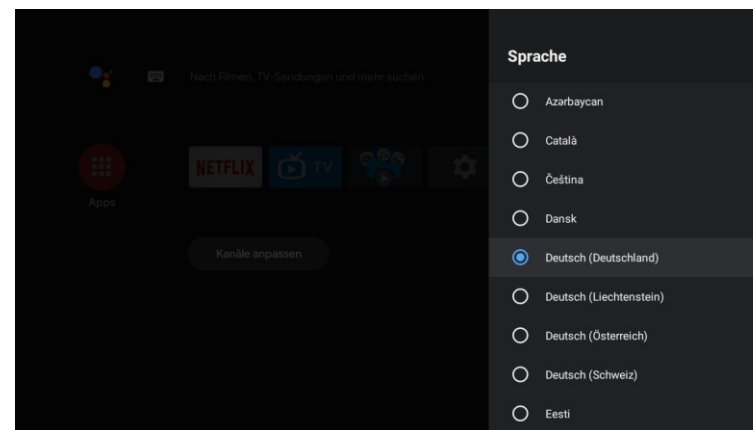 Nach Filmen, TV-Sendungen und mehr suchen
Apps
NETFLIX
TV
Kanäle anpassen
Sprache
Azərbaycan
Català
Čeština
Dansk
Deutsch (Deutschland)
Deutsch (Liechtenstein)
Deutsch (Österreich)
Deutsch (Schweiz)
Eesti